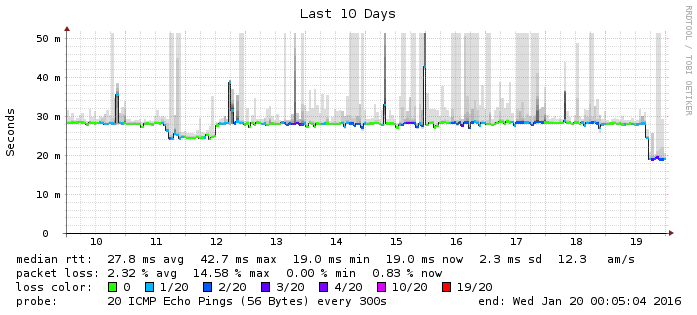 Last 10 Days
RRDTOOL / TOBI OETIKER
Seconds
50 m
40 m
30 m
20 m
10 m
0
10 11 12 13 14 15 16 17 18 19
median rtt: 27.8 ms avg 42.7 ms max 19.0 ms min 19.0 ms now 2.3 ms sd 12.3 am/s
packet loss: 2.32 % avg 14.58 % max 0.00 % min 0.83 % now
loss color: 0 1/20 2/20 3/20 4/20 10/20 19/20
probe: 20 ICMP Echo Pings (56 Bytes) every 300s end: Wed Jan 20 00:05:04 2016